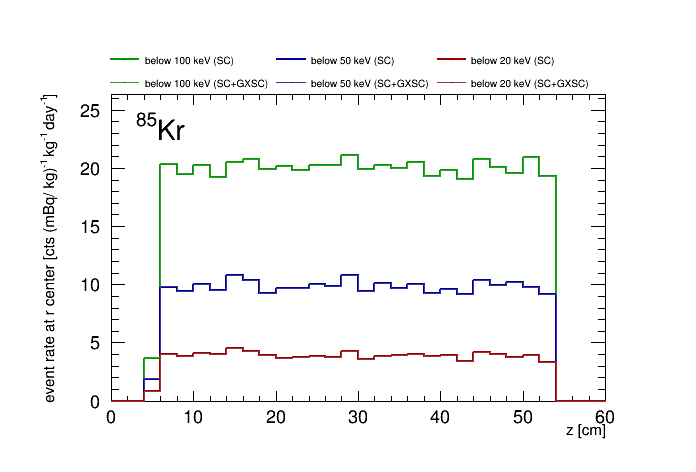 below 100 keV (SC) below 50 keV (SC) below 20 keV (SC)
below 100 keV (SC+GXSC) below 50 keV (SC+GXSC) below 20 keV (SC+GXSC)
event rate at r center [cts (mBq/ kg)⁻¹ kg⁻¹ day⁻¹]
⁸⁵Kr
25
20
15
10
5
0
0 10 20 30 40 50 60
z [cm]